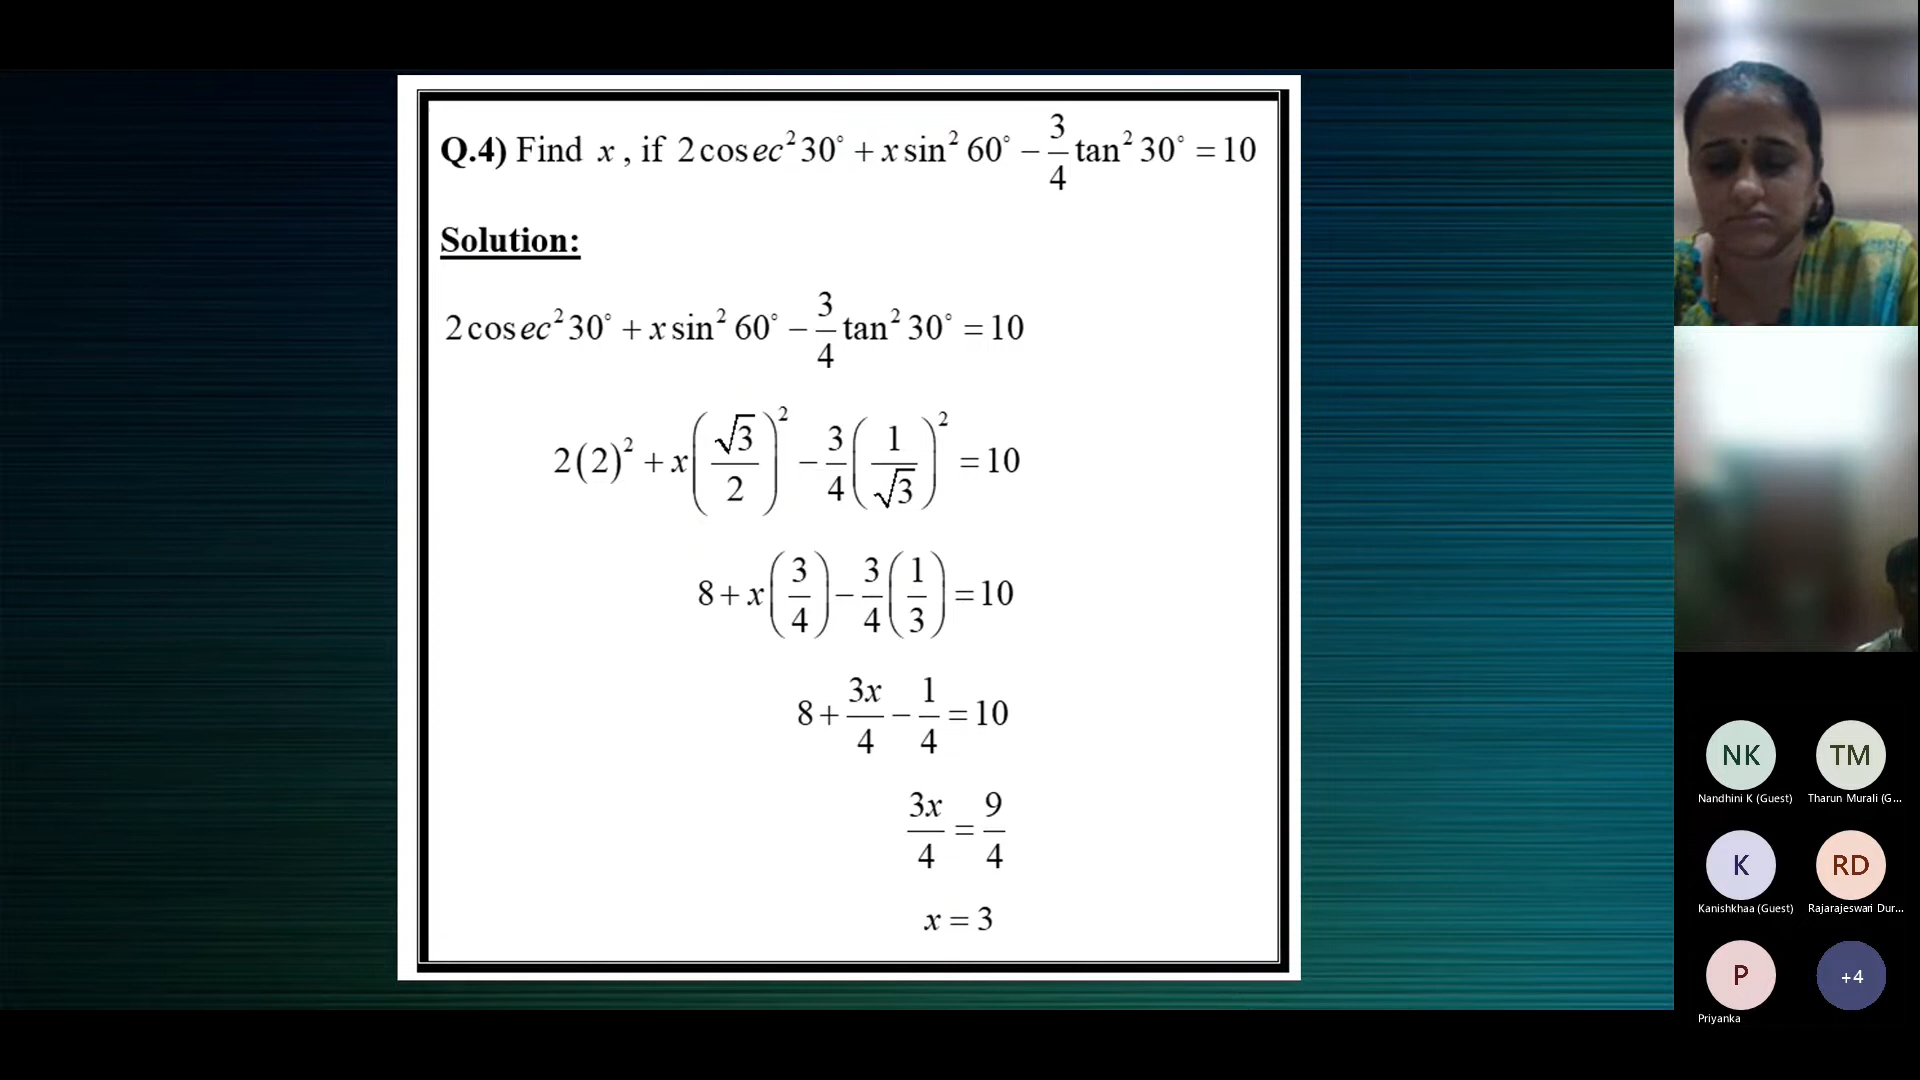 Q.4) Find x, if 2cosec²30° + x sin²60° − 3/4 tan²30° = 10
Solution:
2cosec²30° + x sin²60° − 3/4 tan²30° = 10
2(2)² + x(√3/2)² − 3/4(1/√3)² = 10
8 + x(3/4) − 3/4(1/3) = 10
8 + 3x/4 − 1/4 = 10
3x/4 = 9/4
x = 3
NK
TM
Nandhini K (Guest)
Tharun Murali (G...
K
RD
Kanishkhaa (Guest)
Rajarajeswari Dur...
P
+4
Priyanka